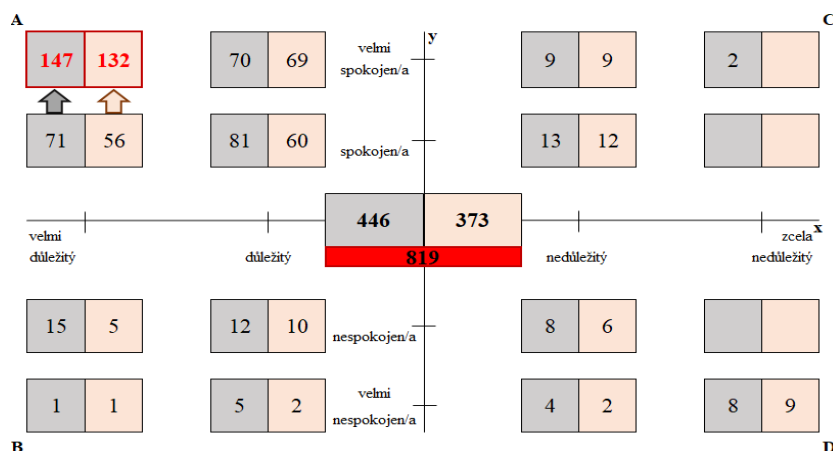 A y C
147 132 70 69 velmi spokojen/a 9 9 2
71 56 81 60 spokojen/a 13 12
446 373
x
velmi důležitý důležitý 819 nedůležitý zcela nedůležitý
15 5 12 10 nespokojen/a 8 6
1 1 5 2 velmi nespokojen/a 4 2 8 9
B D